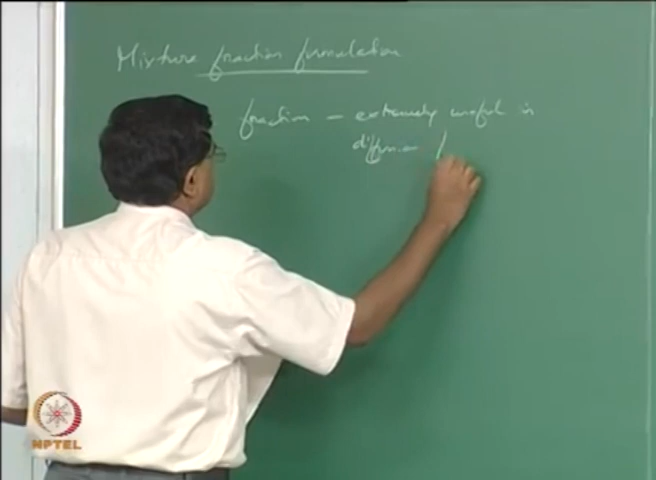 Mixture fraction formulation
fraction - extremely useful in
diffusion
NPTEL